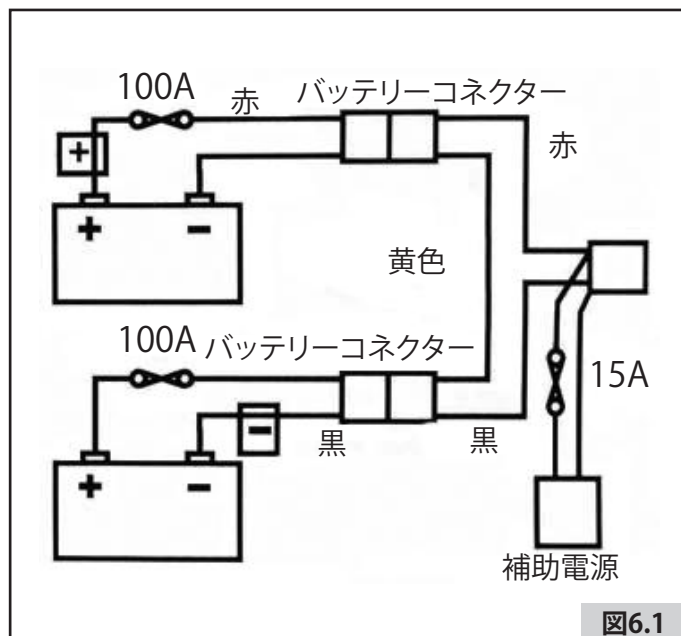 100A
赤
バッテリーコネクター
赤
+
+ −
黄色
100A
バッテリーコネクター
15A
−
黒
黒
+ −
補助電源
図6.1